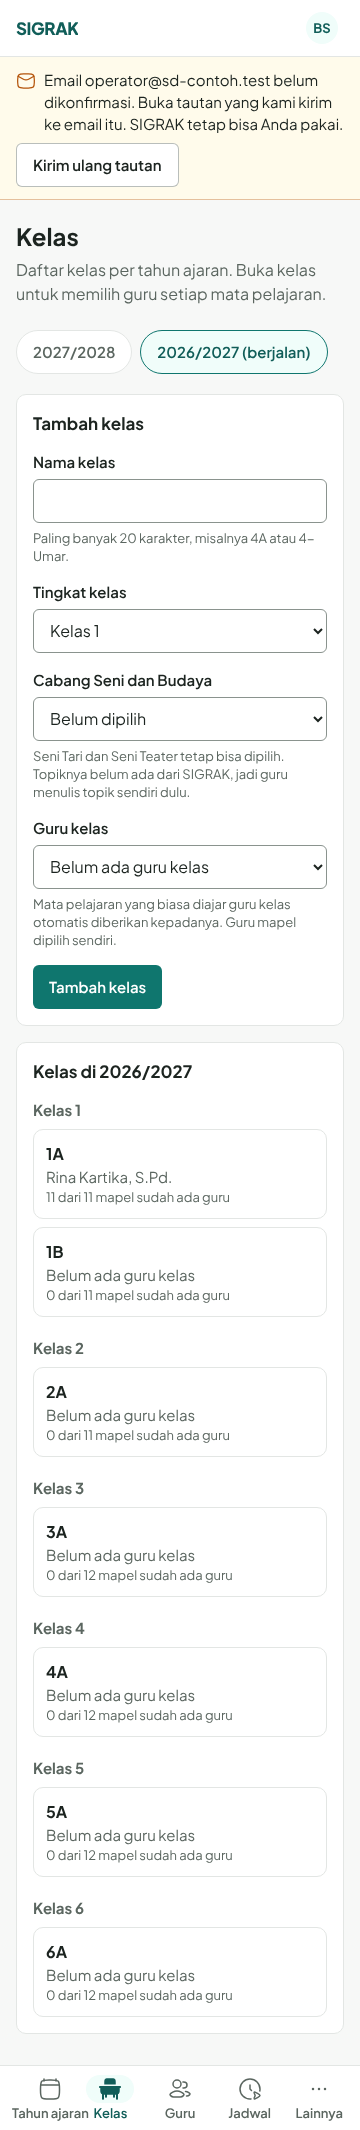 SIGRAK
BS
Email operator@sd-contoh.test belum
dikonfirmasi. Buka tautan yang kami kirim
ke email itu. SIGRAK tetap bisa Anda pakai.
Kirim ulang tautan
Kelas
Daftar kelas per tahun ajaran. Buka kelas
untuk memilih guru setiap mata pelajaran.
2027/2028
2026/2027 (berjalan)
Tambah kelas
Nama kelas
Paling banyak 20 karakter, misalnya 4A atau 4–
Umar.
Tingkat kelas
Kelas 1
Cabang Seni dan Budaya
Belum dipilih
Seni Tari dan Seni Teater tetap bisa dipilih.
Topiknya belum ada dari SIGRAK, jadi guru
menulis topik sendiri dulu.
Guru kelas
Belum ada guru kelas
Mata pelajaran yang biasa diajar guru kelas
otomatis diberikan kepadanya. Guru mapel
dipilih sendiri.
Tambah kelas
Kelas di 2026/2027
Kelas 1
1A
Rina Kartika, S.Pd.
11 dari 11 mapel sudah ada guru
1B
Belum ada guru kelas
0 dari 11 mapel sudah ada guru
Kelas 2
2A
Belum ada guru kelas
0 dari 11 mapel sudah ada guru
Kelas 3
3A
Belum ada guru kelas
0 dari 12 mapel sudah ada guru
Kelas 4
4A
Belum ada guru kelas
0 dari 12 mapel sudah ada guru
Kelas 5
5A
Belum ada guru kelas
0 dari 12 mapel sudah ada guru
Kelas 6
6A
Belum ada guru kelas
0 dari 12 mapel sudah ada guru
Tahun ajaran
Kelas
Guru
Jadwal
Lainnya